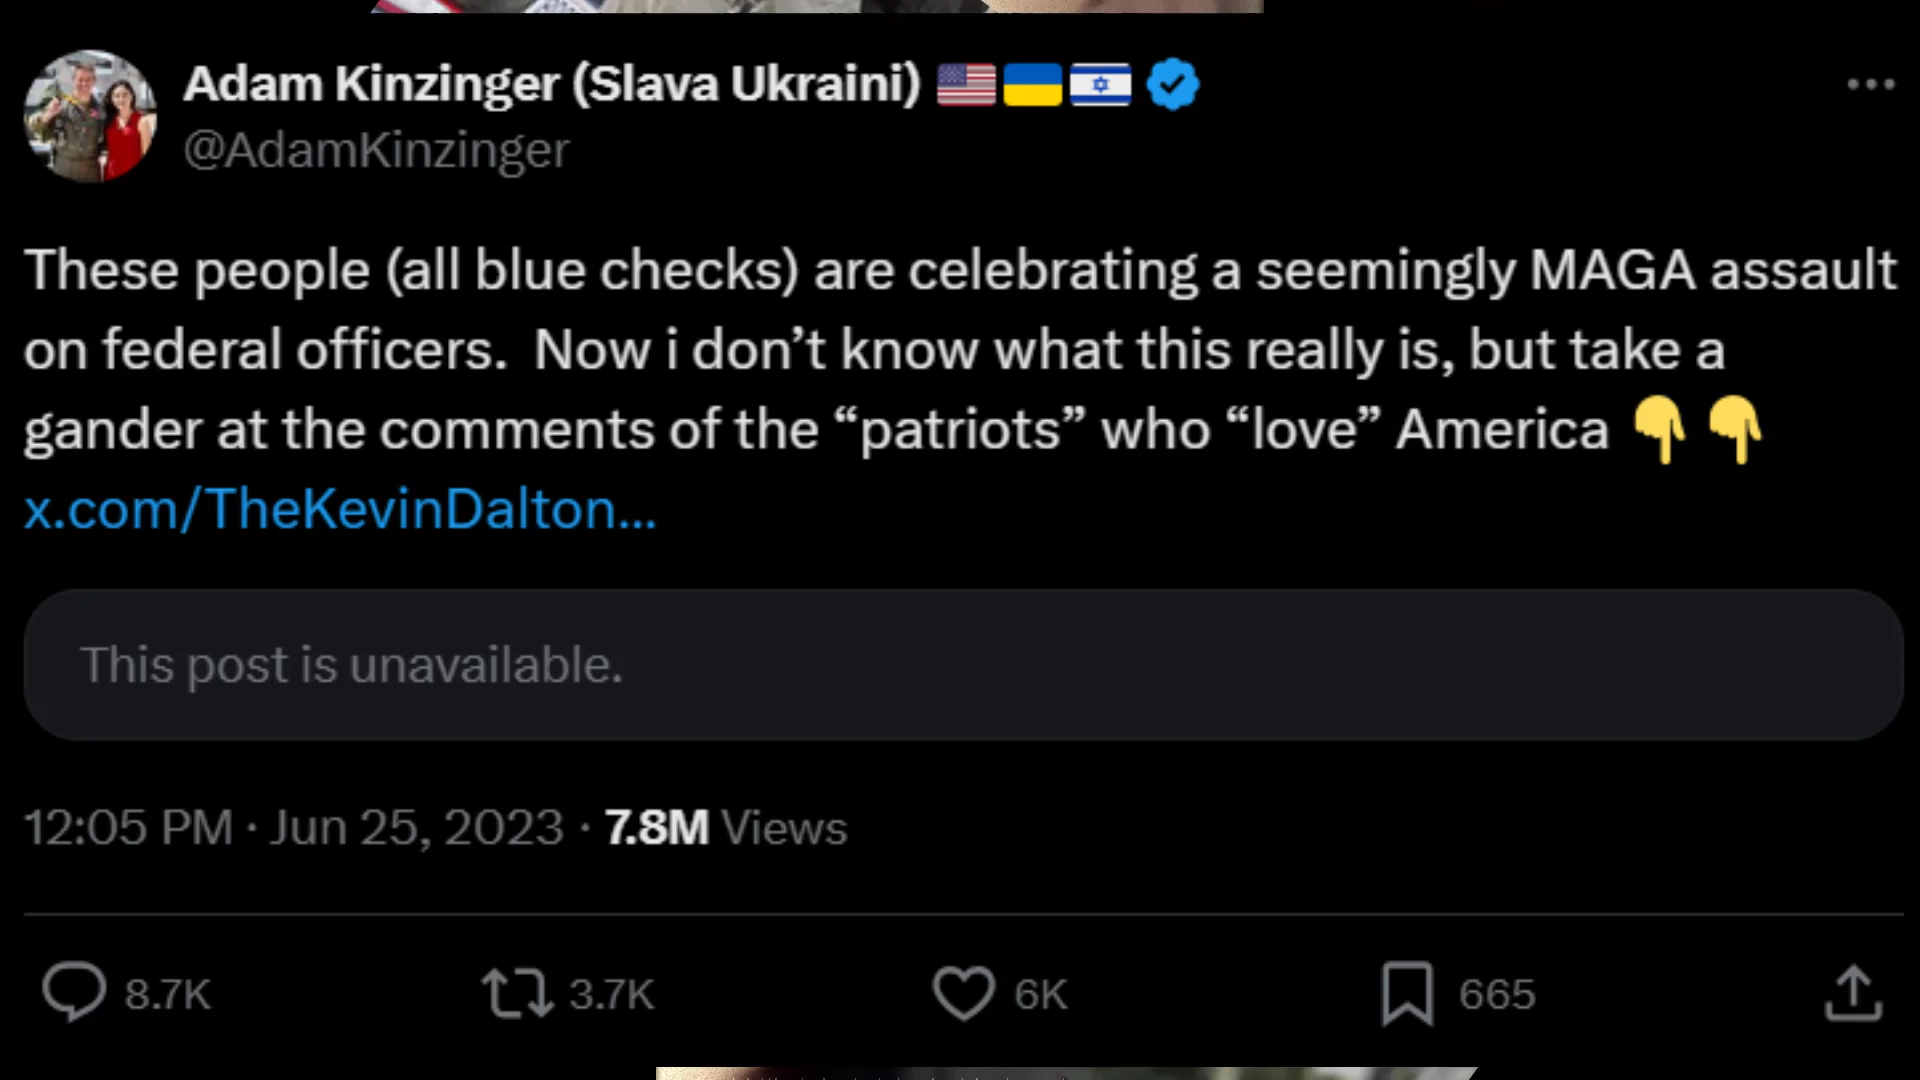 Adam Kinzinger (Slava Ukraini) 🇺🇸🇺🇦🇮🇱
@AdamKinzinger
These people (all blue checks) are celebrating a seemingly MAGA assault
on federal officers.  Now i don’t know what this really is, but take a
gander at the comments of the “patriots” who “love” America 👇👇
x.com/TheKevinDalton...
This post is unavailable.
12:05 PM · Jun 25, 2023 · 7.8M Views
8.7K 3.7K 6K 665